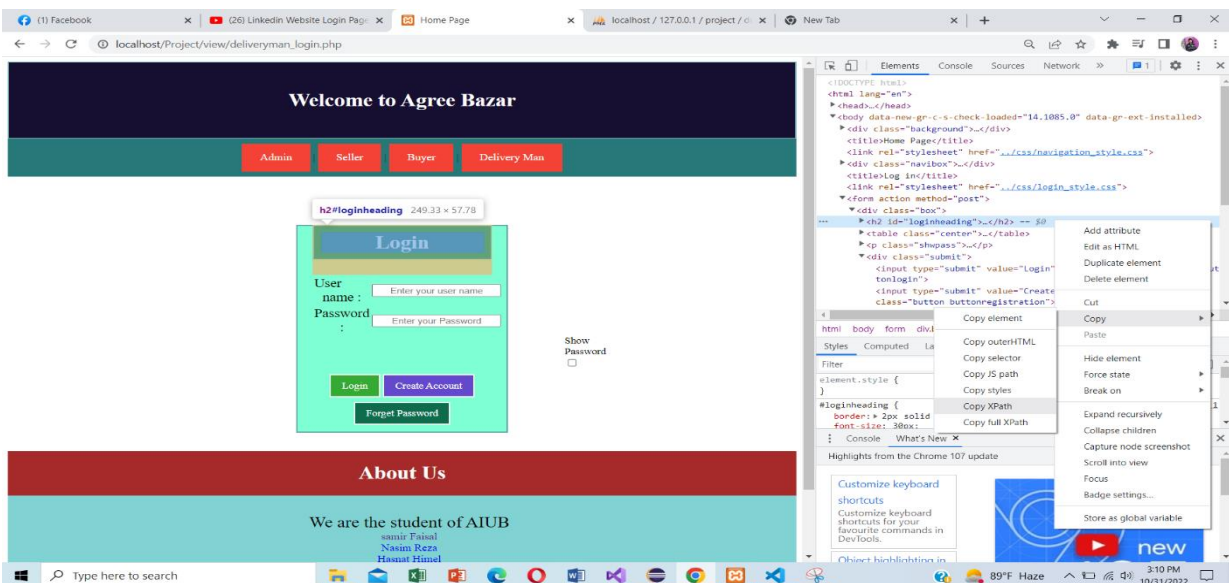 (1) Facebook
(26) Linkedin Website Login Page
Home Page
localhost / 127.0.0.1 / project / d
New Tab
localhost/Project/view/deliveryman_login.php
Welcome to Agree Bazar
Admin
Seller
Buyer
Delivery Man
h2#loginheading 249.33 × 57.78
Login
User
name :
Enter your user name
Password
:
Enter your Password
Show
Password
Login
Create Account
Forget Password
About Us
We are the student of AIUB
samir Faisal
Nasim Reza
Hasnat Himel
Elements Console Sources Network » 1
<!DOCTYPE html>
<html lang="en">
<head>…</head>
<body data-new-gr-c-s-check-loaded="14.1085.0" data-gr-ext-installed>
<div class="background">…</div>
<title>Home Page</title>
<link rel="stylesheet" href="../css/navigation_style.css">
<div class="navibox">…</div>
<title>Log in</title>
<link rel="stylesheet" href="../css/login_style.css">
<form action method="post">
<div class="box">
<h2 id="loginheading">…</h2> == $0
<table class="center">…</table>
<p class="shwpass">…</p>
<div class="submit">
<input type="submit" value="Login"
ut
tonlogin">
<input type="submit" value="Create
class="button buttonregistration">
html body form div.
Styles Computed La
Filter
element.style {
}
#loginheading {
border: 2px solid
font-size: 30px;
Add attribute
Edit as HTML
Duplicate element
Delete element
Cut
Copy
Paste
Hide element
Force state
Break on
Expand recursively
Collapse children
Capture node screenshot
Scroll into view
Focus
Badge settings...
Store as global variable
Copy element
Copy outerHTML
Copy selector
Copy JS path
Copy styles
Copy XPath
Copy full XPath
Console What's New
Highlights from the Chrome 107 update
Customize keyboard
shortcuts
Customize keyboard
shortcuts for your
favourite commands in
DevTools.
Object highlighting in
new
Type here to search
89°F Haze
3:10 PM
10/31/2022